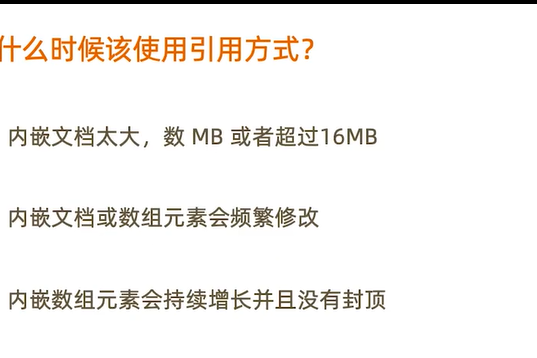 什么时候该使用引用方式？
内嵌文档太大，数 MB 或者超过16MB
内嵌文档或数组元素会频繁修改
内嵌数组元素会持续增长并且没有封顶